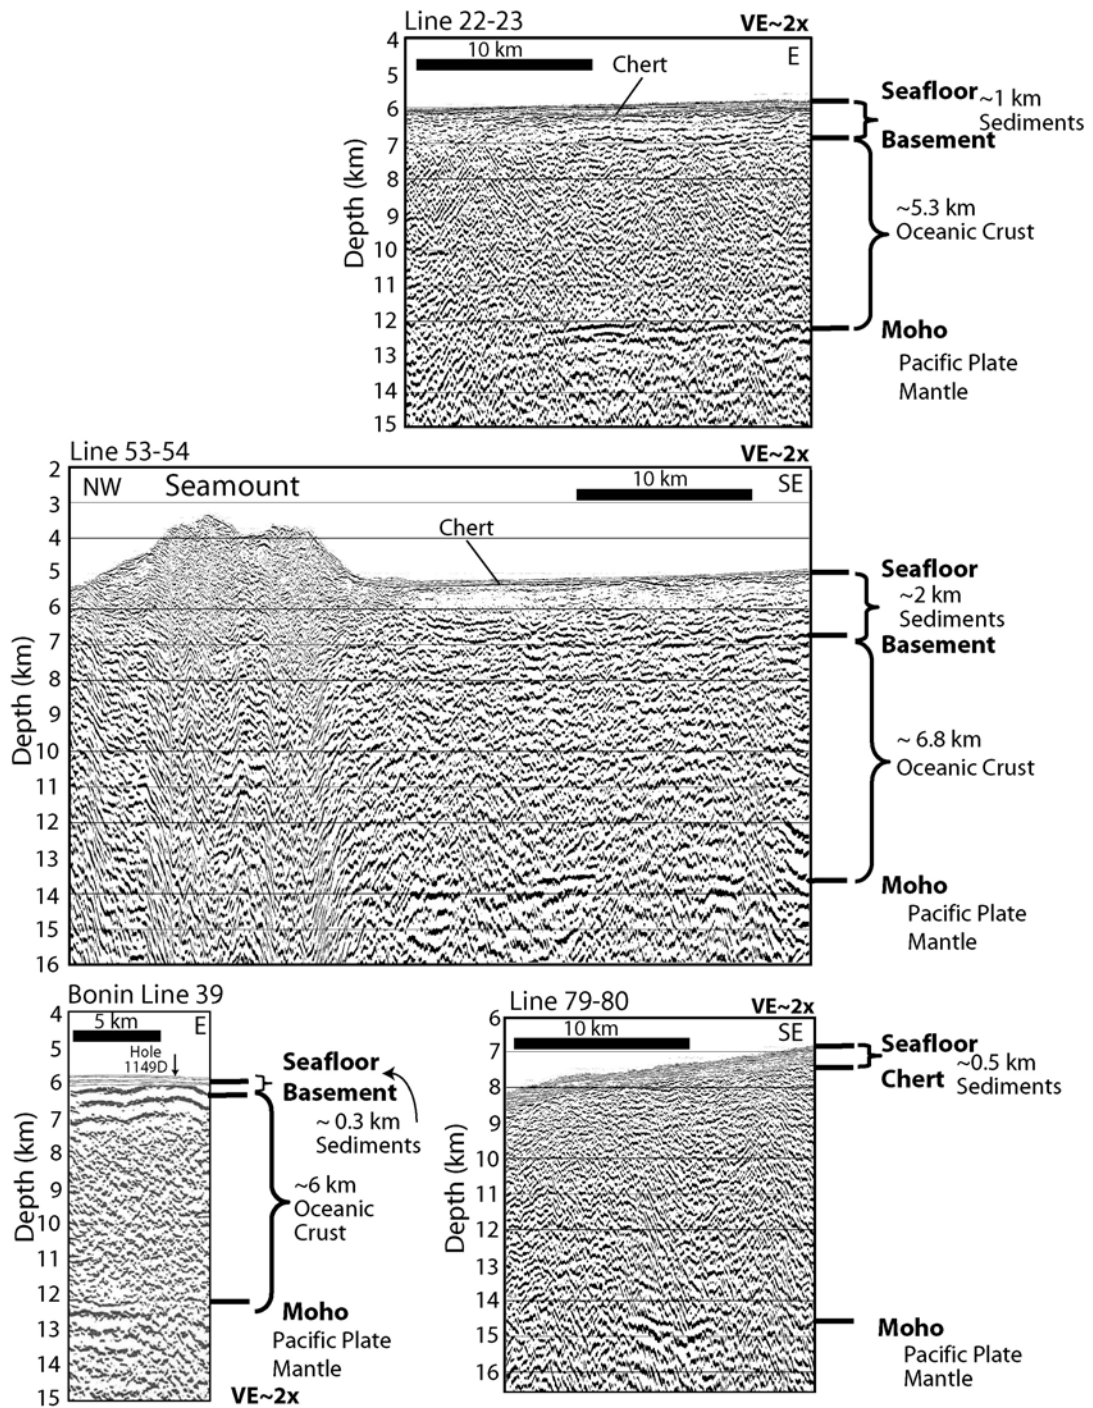 Line 22-23
VE~2x
10 km
E
Chert
4
5
6
7
8
9
10
11
12
13
14
15
Depth (km)
Seafloor
~1 km
Sediments
Basement
~5.3 km
Oceanic Crust
Moho
Pacific Plate
Mantle
Line 53-54
VE~2x
NW
Seamount
10 km
SE
Chert
2
3
4
5
6
7
8
9
10
11
12
13
14
15
16
Depth (km)
Seafloor
~2 km
Sediments
Basement
~ 6.8 km
Oceanic Crust
Moho
Pacific Plate
Mantle
Bonin Line 39
5 km
E
Hole
1149D
4
5
6
7
8
9
10
11
12
13
14
15
Depth (km)
Seafloor
Basement
~ 0.3 km
Sediments
~6 km
Oceanic
Crust
Moho
Pacific Plate
Mantle
VE~2x
Line 79-80
VE~2x
10 km
SE
6
7
8
9
10
11
12
13
14
15
16
Depth (km)
Seafloor
~0.5 km
Sediments
Chert
Moho
Pacific Plate
Mantle